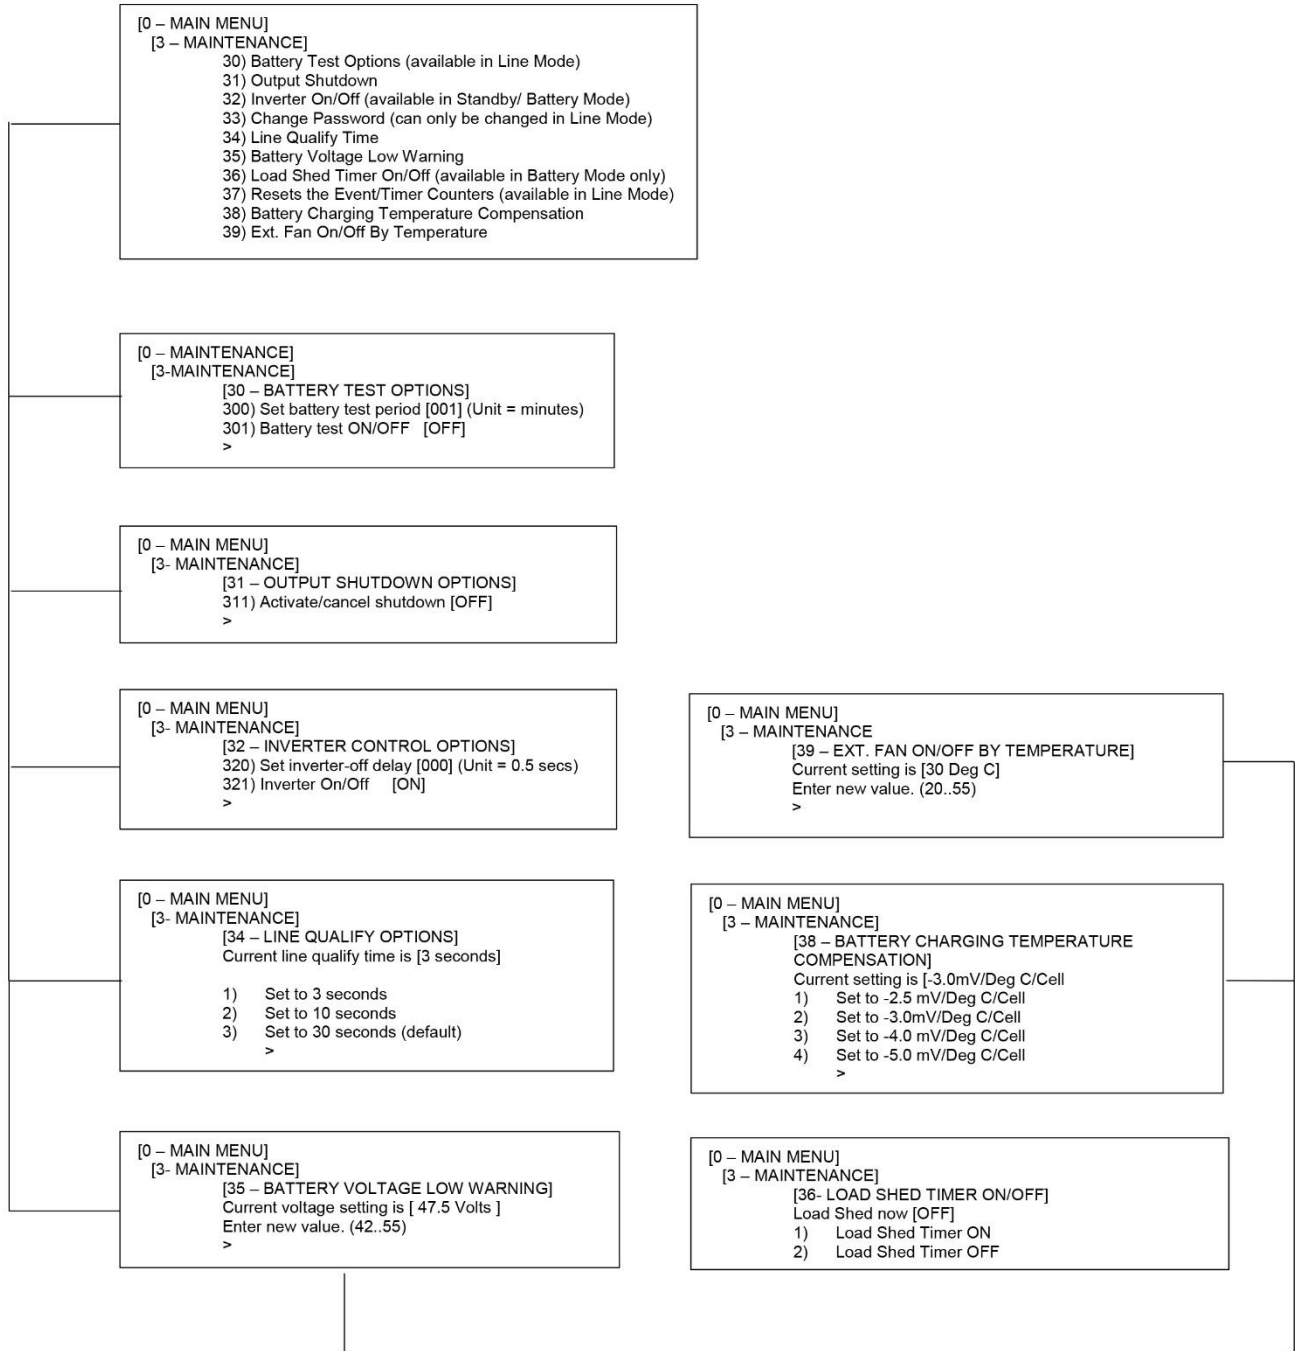 [0 – MAIN MENU]
[3 – MAINTENANCE]
30) Battery Test Options (available in Line Mode)
31) Output Shutdown
32) Inverter On/Off (available in Standby/ Battery Mode)
33) Change Password (can only be changed in Line Mode)
34) Line Qualify Time
35) Battery Voltage Low Warning
36) Load Shed Timer On/Off (available in Battery Mode only)
37) Resets the Event/Timer Counters (available in Line Mode)
38) Battery Charging Temperature Compensation
39) Ext. Fan On/Off By Temperature
[0 – MAINTENANCE]
[3-MAINTENANCE]
[30 – BATTERY TEST OPTIONS]
300) Set battery test period [001] (Unit = minutes)
301) Battery test ON/OFF [OFF]
>
[0 – MAIN MENU]
[3- MAINTENANCE]
[31 – OUTPUT SHUTDOWN OPTIONS]
311) Activate/cancel shutdown [OFF]
>
[0 – MAIN MENU]
[3- MAINTENANCE]
[32 – INVERTER CONTROL OPTIONS]
320) Set inverter-off delay [000] (Unit = 0.5 secs)
321) Inverter On/Off [ON]
>
[0 – MAIN MENU]
[3- MAINTENANCE]
[34 – LINE QUALIFY OPTIONS]
Current line qualify time is [3 seconds]
1) Set to 3 seconds
2) Set to 10 seconds
3) Set to 30 seconds (default)
>
[0 – MAIN MENU]
[3- MAINTENANCE]
[35 – BATTERY VOLTAGE LOW WARNING]
Current voltage setting is [ 47.5 Volts ]
Enter new value. (42..55)
>
[0 – MAIN MENU]
[3 – MAINTENANCE
[39 – EXT. FAN ON/OFF BY TEMPERATURE]
Current setting is [30 Deg C]
Enter new value. (20..55)
>
[0 – MAIN MENU]
[3 – MAINTENANCE]
[38 – BATTERY CHARGING TEMPERATURE
COMPENSATION]
Current setting is [-3.0mV/Deg C/Cell
1) Set to -2.5 mV/Deg C/Cell
2) Set to -3.0mV/Deg C/Cell
3) Set to -4.0 mV/Deg C/Cell
4) Set to -5.0 mV/Deg C/Cell
>
[0 – MAIN MENU]
[3 – MAINTENANCE]
[36- LOAD SHED TIMER ON/OFF]
Load Shed now [OFF]
1) Load Shed Timer ON
2) Load Shed Timer OFF